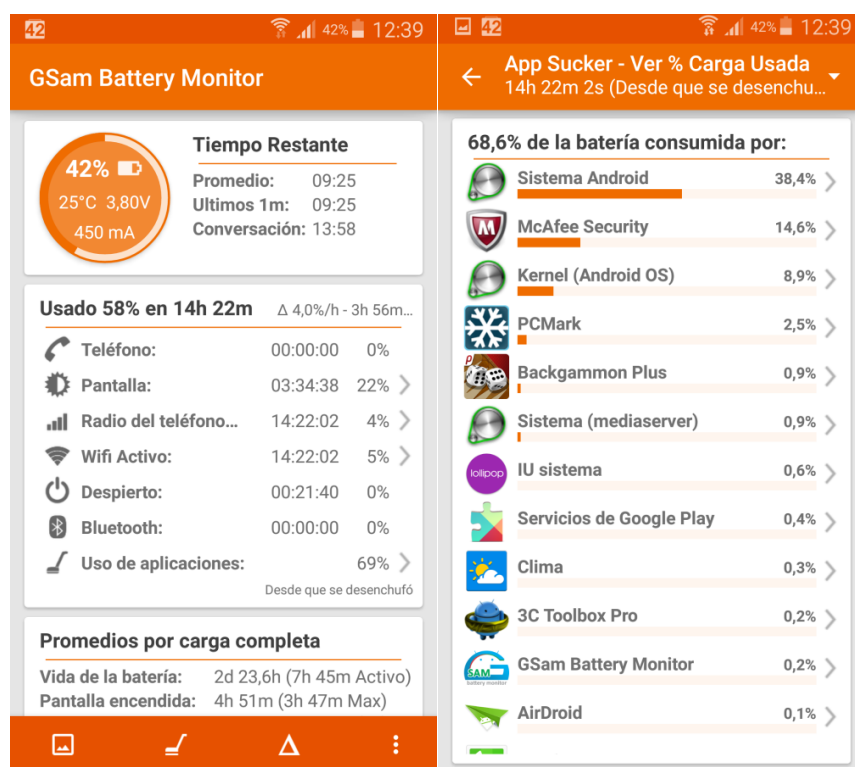 42
42% 12:39
GSam Battery Monitor
42%
25°C 3,80V
450 mA
Tiempo Restante
Promedio: 09:25
Ultimos 1m: 09:25
Conversación: 13:58
Usado 58% en 14h 22m Δ 4,0%/h - 3h 56m...
Teléfono: 00:00:00 0%
Pantalla: 03:34:38 22%
Radio del teléfono... 14:22:02 4%
Wifi Activo: 14:22:02 5%
Despierto: 00:21:40 0%
Bluetooth: 00:00:00 0%
Uso de aplicaciones: 69%
Desde que se desenchufó
Promedios por carga completa
Vida de la batería: 2d 23,6h (7h 45m Activo)
Pantalla encendida: 4h 51m (3h 47m Max)
42
42% 12:39
App Sucker - Ver % Carga Usada
14h 22m 2s (Desde que se desenchu...
68,6% de la batería consumida por:
Sistema Android 38,4%
McAfee Security 14,6%
Kernel (Android OS) 8,9%
PCMark 2,5%
Backgammon Plus 0,9%
Sistema (mediaserver) 0,9%
lollipop IU sistema 0,6%
Servicios de Google Play 0,4%
Clima 0,3%
3C Toolbox Pro 0,2%
SAM battery monitor GSam Battery Monitor 0,2%
AirDroid 0,1%